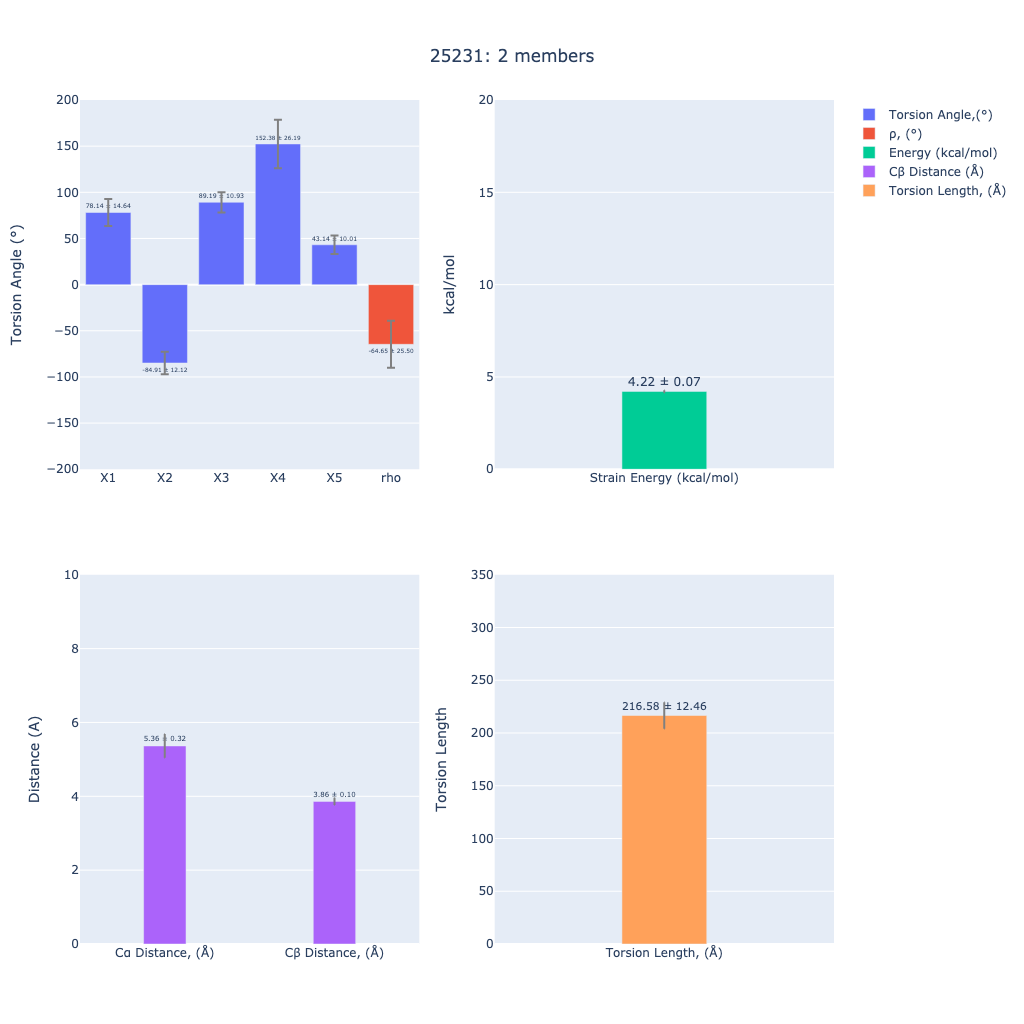 25231: 2 members
Torsion Angle (°)
200
150
100
50
0
−50
−100
−150
−200
78.14 ± 14.64
-84.91 ± 12.12
89.19 ± 10.93
152.38 ± 26.19
43.14 ± 10.01
-64.65 ± 25.50
X1 X2 X3 X4 X5 rho
kcal/mol
20
15
10
5
0
4.22 ± 0.07
Strain Energy (kcal/mol)
Torsion Angle,(°)
ρ, (°)
Energy (kcal/mol)
Cβ Distance (Å)
Torsion Length, (Å)
Distance (A)
10
8
6
4
2
0
5.36 ± 0.32
3.86 ± 0.10
Cα Distance, (Å) Cβ Distance, (Å)
Torsion Length
350
300
250
200
150
100
50
0
216.58 ± 12.46
Torsion Length, (Å)